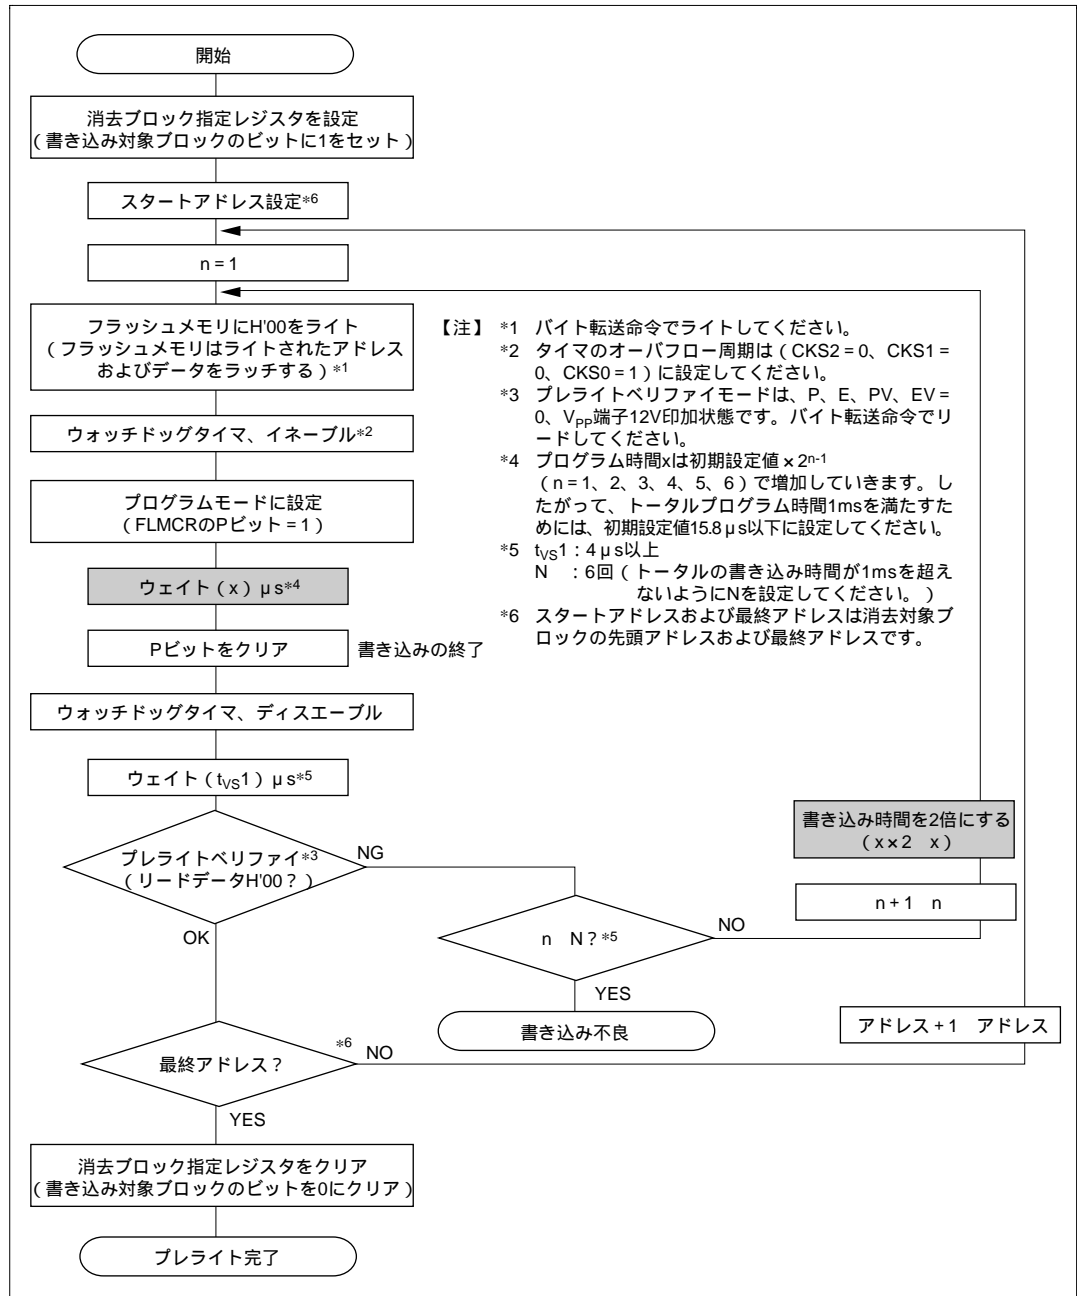 開始
消去ブロック指定レジスタを設定
（書き込み対象ブロックのビットに1をセット）
スタートアドレス設定*6
n = 1
フラッシュメモリにH'00をライト
（フラッシュメモリはライトされたアドレス
およびデータをラッチする）*1
ウォッチドッグタイマ、イネーブル*2
プログラムモードに設定
（FLMCRのPビット = 1）
ウェイト（x）μs*4
Pビットをクリア
書き込みの終了
ウォッチドッグタイマ、ディスエーブル
ウェイト（tVS1）μs*5
プレライトベリファイ*3
（リードデータH'00？）
NG
OK
【注】 *1 バイト転送命令でライトしてください。
*2 タイマのオーバフロー周期は（CKS2 = 0、CKS1 =
0、CKS0 = 1）に設定してください。
*3 プレライトベリファイモードは、P、E、PV、EV =
0、VPP端子12V印加状態です。バイト転送命令でリ
ードしてください。
*4 プログラム時間xは初期設定値×2n-1
（n = 1、2、3、4、5、6）で増加していきます。し
たがって、トータルプログラム時間1msを満たすた
めには、初期設定値15.8μs以下に設定してください。
*5 tVS1：4μs以上
N ：6回（トータルの書き込み時間が1msを超え
ないようにNを設定してください。）
*6 スタートアドレスおよび最終アドレスは消去対象ブ
ロックの先頭アドレスおよび最終アドレスです。
書き込み時間を2倍にする
（x×2 x）
n + 1 n
n N？*5
NO
YES
書き込み不良
アドレス + 1 アドレス
最終アドレス？
*6
NO
YES
消去ブロック指定レジスタをクリア
（書き込み対象ブロックのビットを0にクリア）
プレライト完了